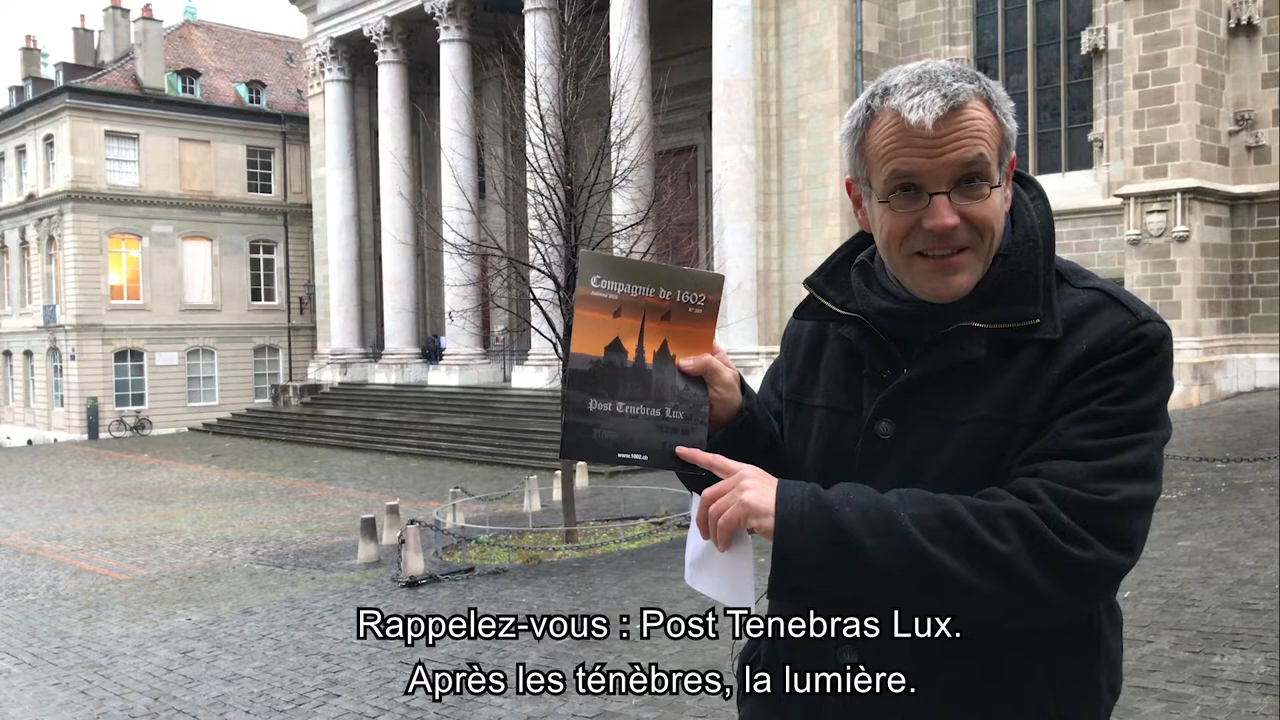 Compagnie de 1602
Post Tenebras Lux
www.1602.ch
Rappelez-vous : Post Tenebras Lux.
Après les ténèbres, la lumière.